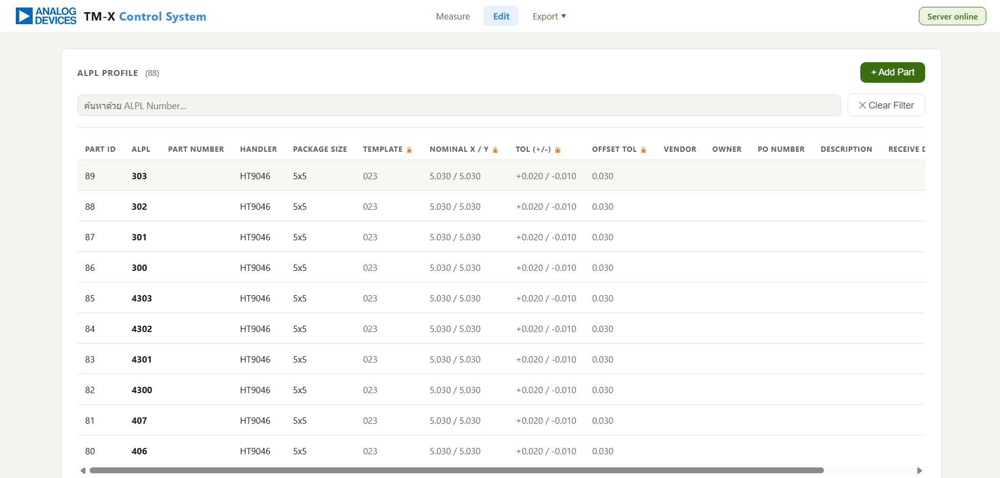 ANALOG DEVICES TM-X Control System Measure Edit Export ▼ Server online
ALPL PROFILE (88) + Add Part
ค้นหาด้วย ALPL Number... × Clear Filter
PART ID ALPL PART NUMBER HANDLER PACKAGE SIZE TEMPLATE 🔒 NOMINAL X / Y 🔒 TOL (+/-) 🔒 OFFSET TOL 🔒 VENDOR OWNER PO NUMBER DESCRIPTION RECEIVE D
89 303 HT9046 5x5 023 5.030 / 5.030 +0.020 / -0.010 0.030
88 302 HT9046 5x5 023 5.030 / 5.030 +0.020 / -0.010 0.030
87 301 HT9046 5x5 023 5.030 / 5.030 +0.020 / -0.010 0.030
86 300 HT9046 5x5 023 5.030 / 5.030 +0.020 / -0.010 0.030
85 4303 HT9046 5x5 023 5.030 / 5.030 +0.020 / -0.010 0.030
84 4302 HT9046 5x5 023 5.030 / 5.030 +0.020 / -0.010 0.030
83 4301 HT9046 5x5 023 5.030 / 5.030 +0.020 / -0.010 0.030
82 4300 HT9046 5x5 023 5.030 / 5.030 +0.020 / -0.010 0.030
81 407 HT9046 5x5 023 5.030 / 5.030 +0.020 / -0.010 0.030
80 406 HT9046 5x5 023 5.030 / 5.030 +0.020 / -0.010 0.030